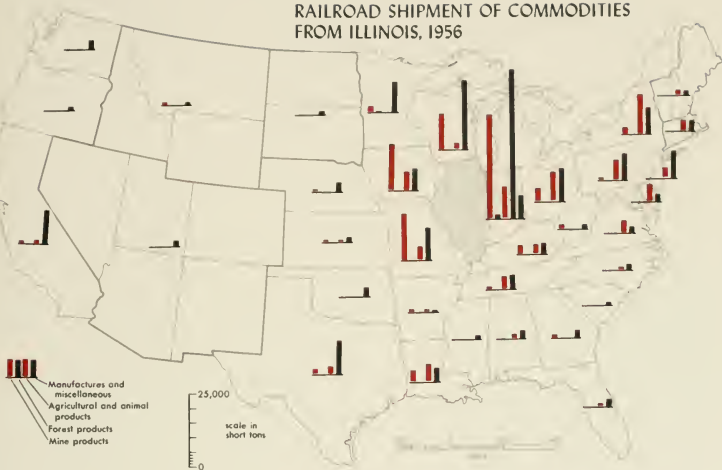 RAILROAD SHIPMENT OF COMMODITIES
FROM ILLINOIS, 1956
Manufactures and
miscellaneous
Agricultural and animal
products
Forest products
Mine products
25,000
scale in
short tons
0